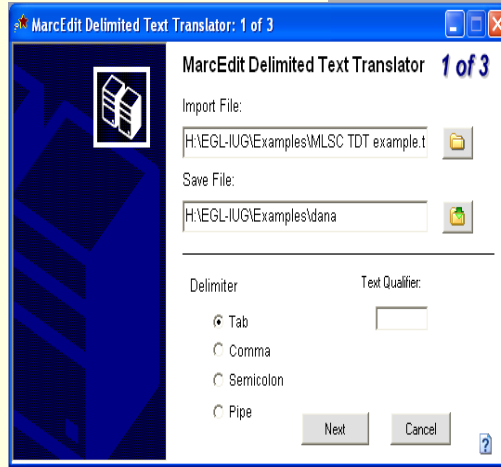 MarcEdit Delimited Text Translator: 1 of 3
MarcEdit Delimited Text Translator 1 of 3
Import File:
H:\EGL-IUG\Examples\MLSC TDT example.t
Save File:
H:\EGL-IUG\Examples\dana
Delimiter
Text Qualifier:
Tab
Comma
Semicolon
Pipe
Next
Cancel
?